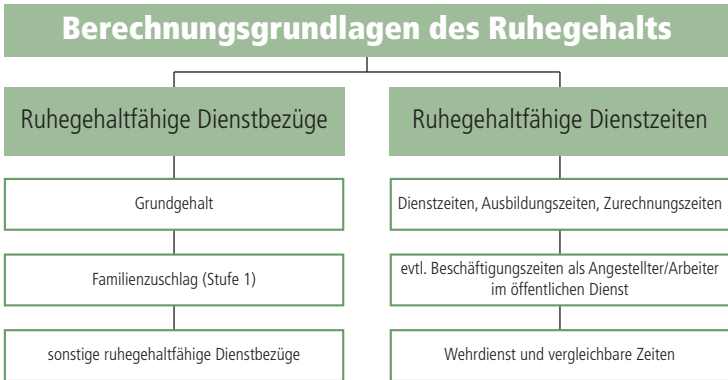 Berechnungsgrundlagen des Ruhegehalts
Ruhegehaltfähige Dienstbezüge
Grundgehalt
Familienzuschlag (Stufe 1)
sonstige ruhegehaltfähige Dienstbezüge
Ruhegehaltfähige Dienstzeiten
Dienstzeiten, Ausbildungszeiten, Zurechnungszeiten
evtl. Beschäftigungszeiten als Angestellter/Arbeiter
im öffentlichen Dienst
Wehrdienst und vergleichbare Zeiten